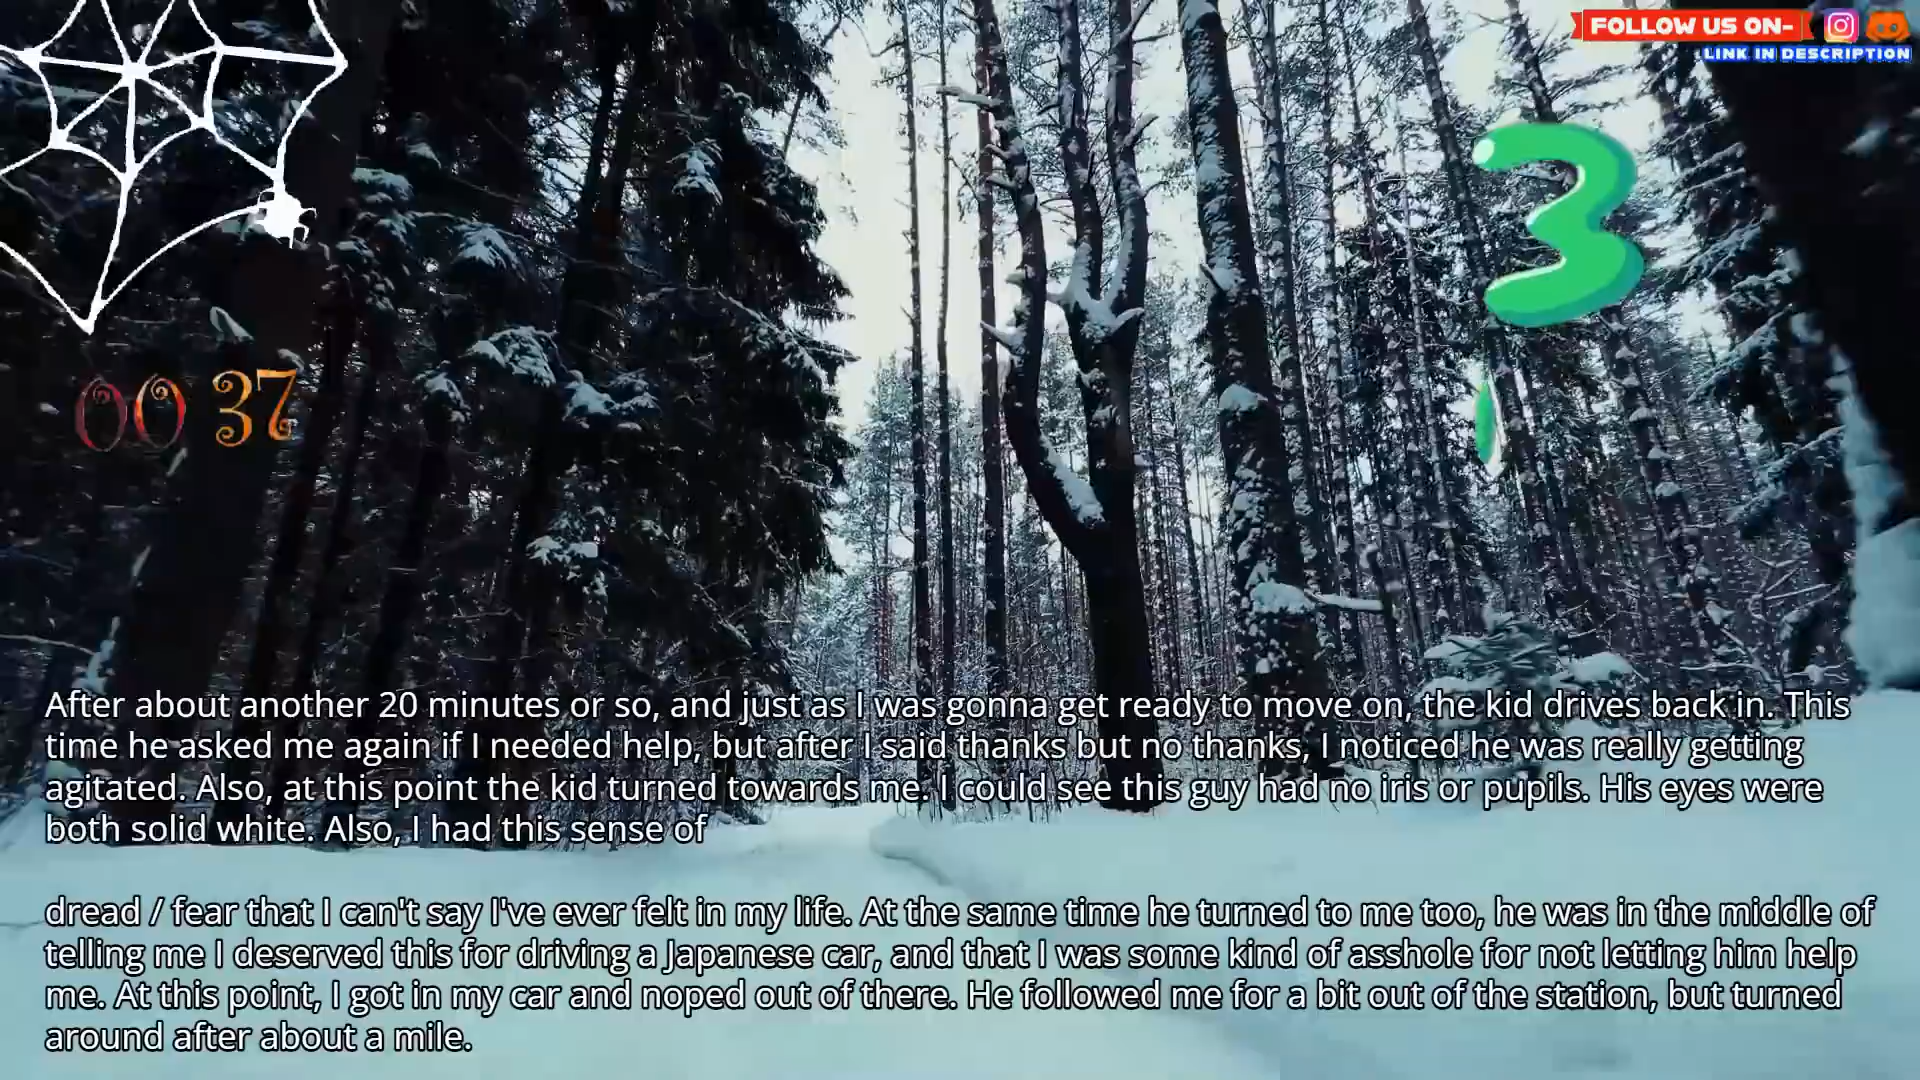 FOLLOW US ON-
LINK IN DESCRIPTION
3
00 37
After about another 20 minutes or so, and just as I was gonna get ready to move on, the kid drives back in. This
time he asked me again if I needed help, but after I said thanks but no thanks, I noticed he was really getting
agitated. Also, at this point the kid turned towards me. I could see this guy had no iris or pupils. His eyes were
both solid white. Also, I had this sense of
dread / fear that I can't say I've ever felt in my life. At the same time he turned to me too, he was in the middle of
telling me I deserved this for driving a Japanese car, and that I was some kind of asshole for not letting him help
me. At this point, I got in my car and noped out of there. He followed me for a bit out of the station, but turned
around after about a mile.